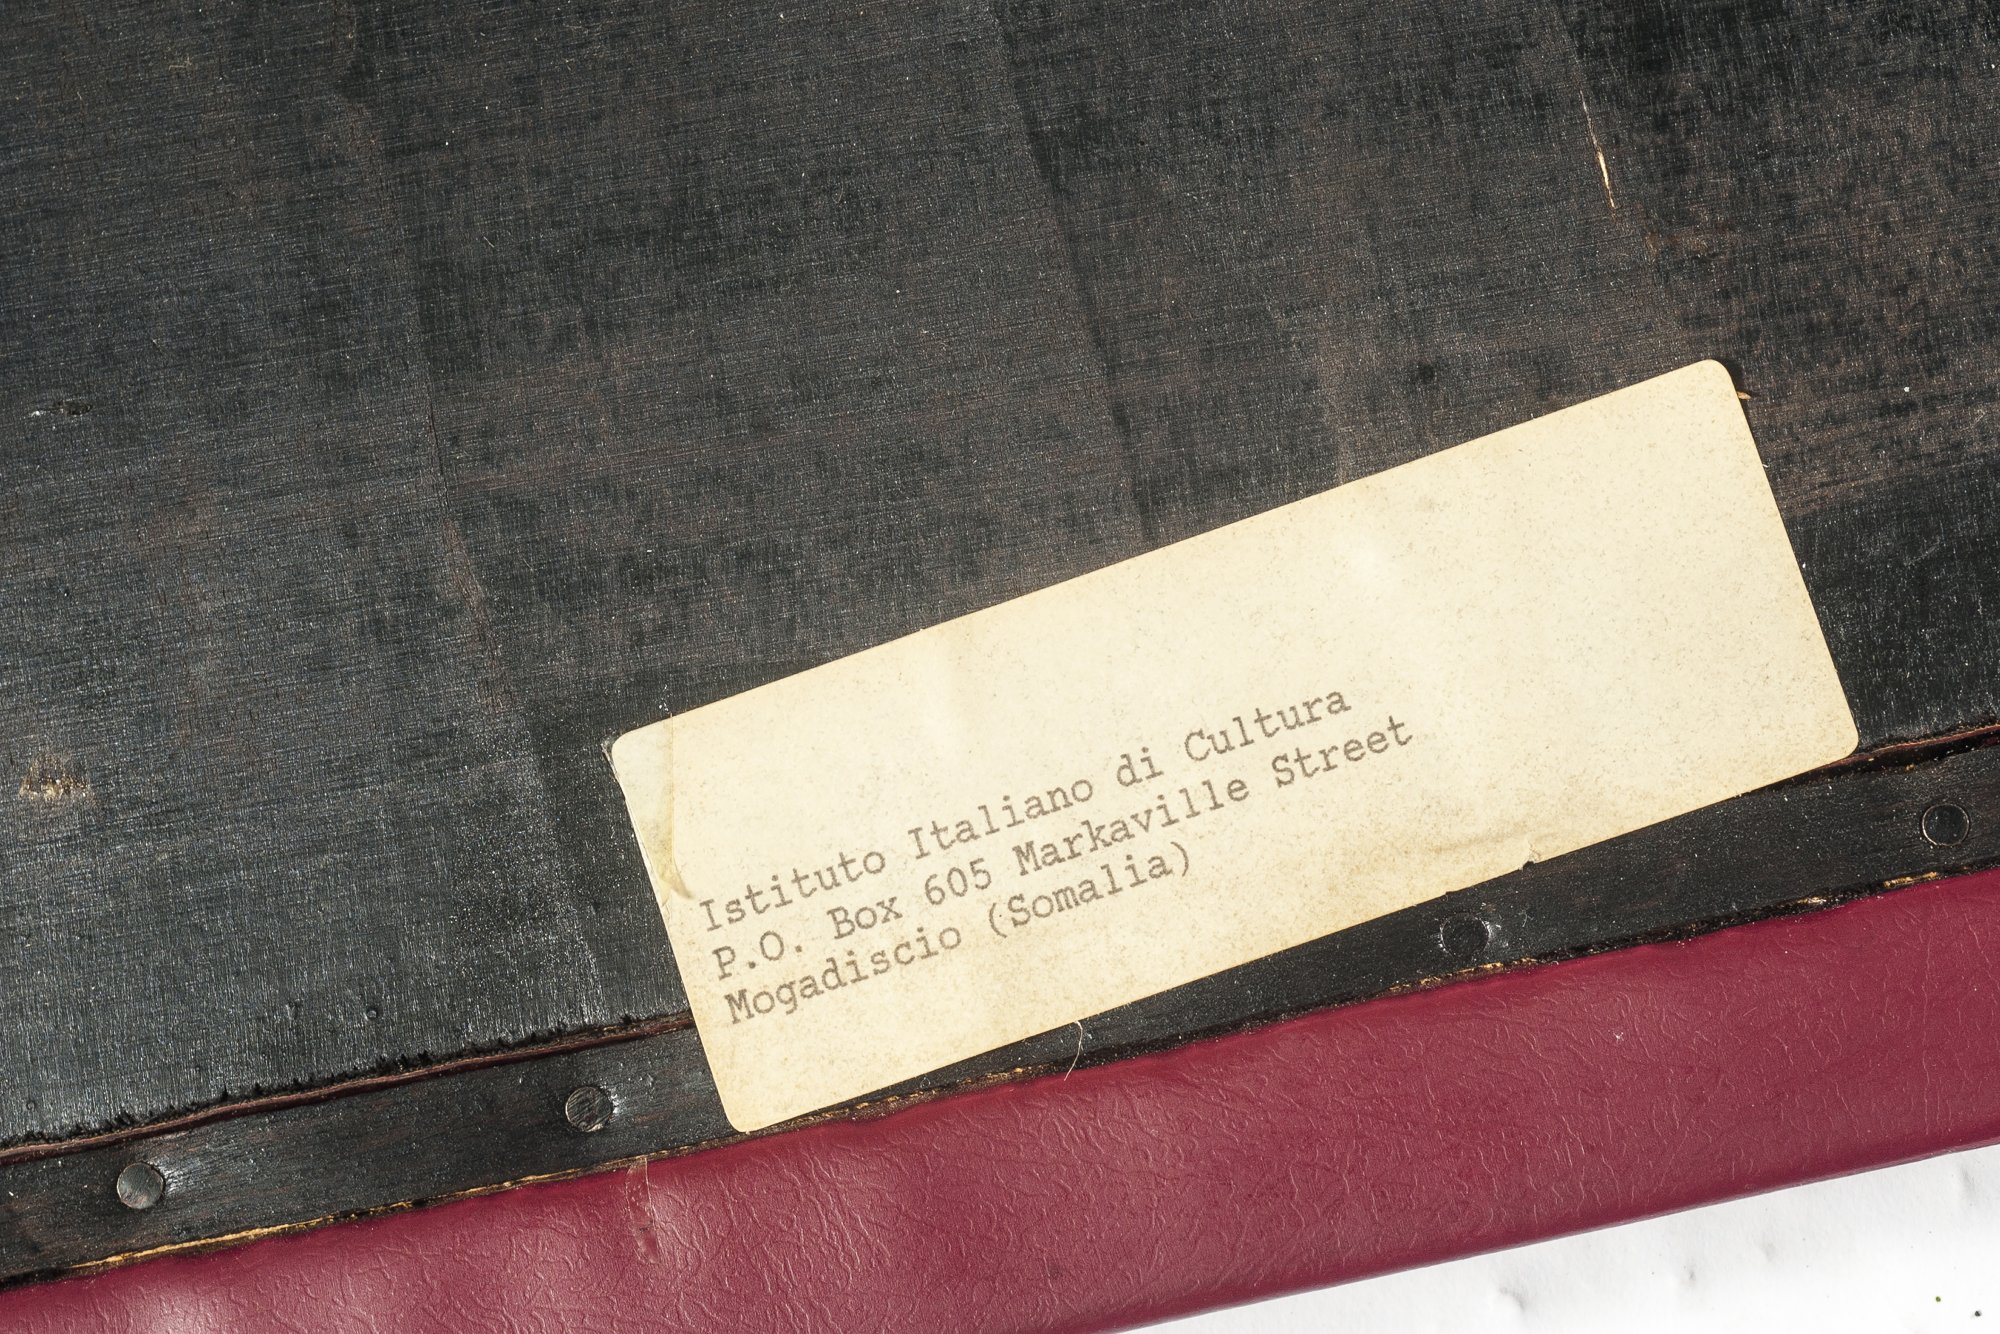 Istituto Italiano di Cultura
P.O. Box 605 Markaville Street
Mogadiscio (Somalia)